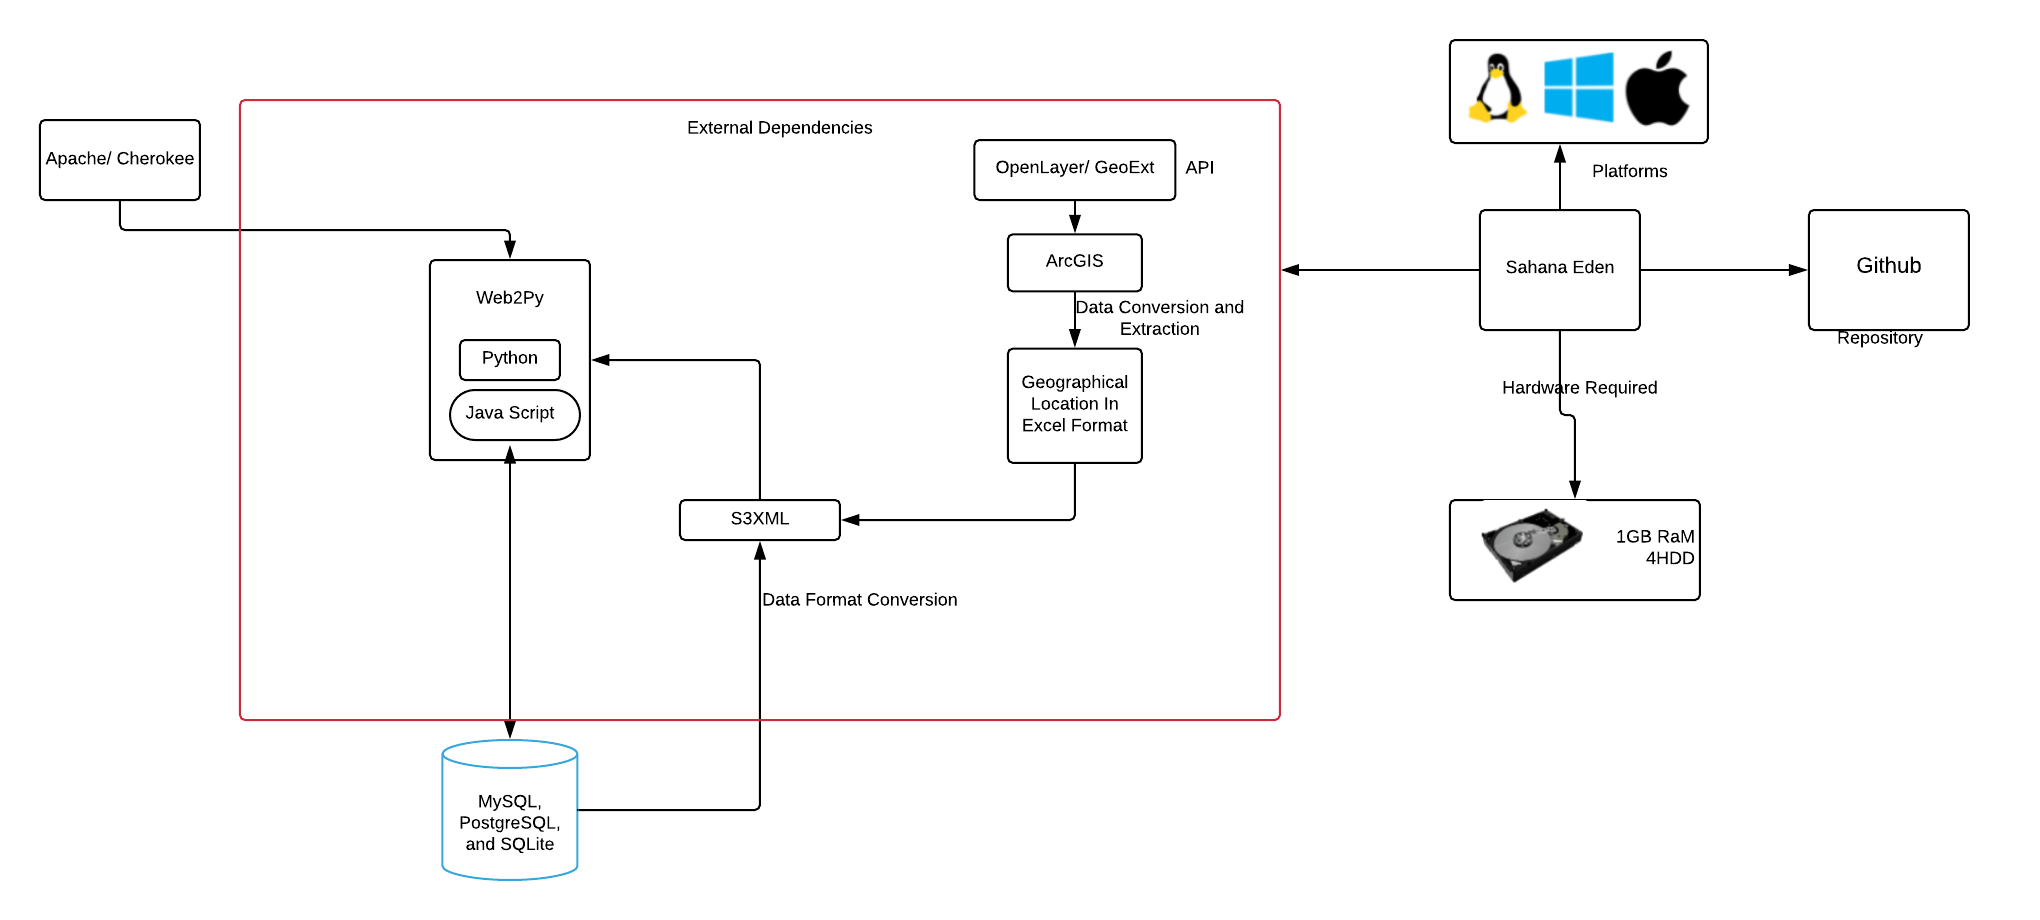 External Dependencies
Apache/ Cherokee
OpenLayer/ GeoExt
API
Platforms
ArcGIS
Sahana Eden
Github
Web2Py
Data Conversion and
Extraction
Repository
Python
Java Script
Geographical
Location In
Excel Format
Hardware Required
S3XML
1GB RaM
4HDD
Data Format Conversion
MySQL,
PostgreSQL,
and SQLite